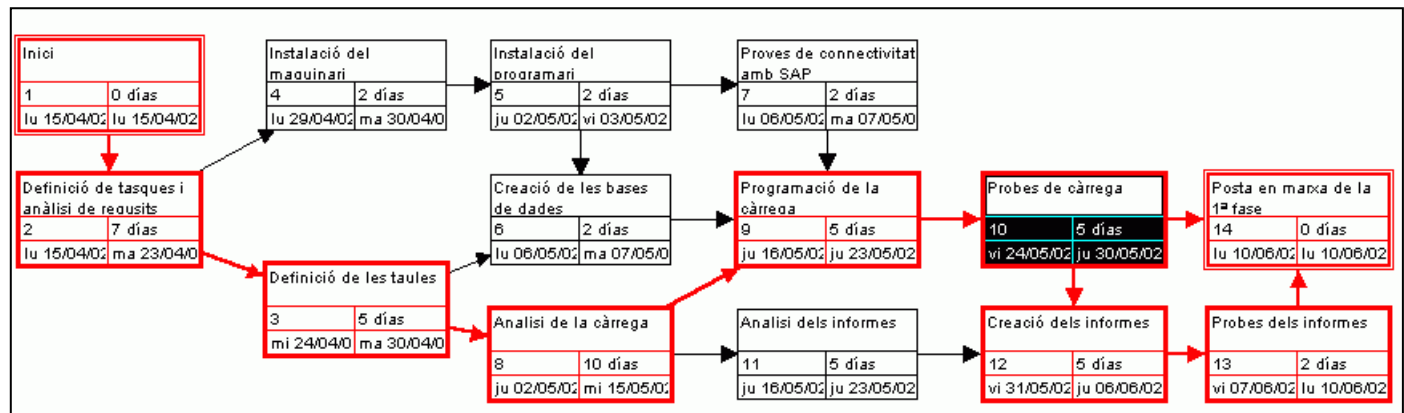 Inici
1 0 días
lu 15/04/02 lu 15/04/02
Instalació del
maquinari
4 2 días
lu 29/04/02 ma 30/04/0
Instalació del
programari
5 2 días
ju 02/05/02 vi 03/05/02
Proves de connectivitat
amb SAP
7 2 días
lu 06/05/02 ma 07/05/0
Definició de tasques i
anàlisi de requsits
2 7 días
lu 15/04/02 ma 23/04/0
Creació de les bases
de dades
6 2 días
lu 06/05/02 ma 07/05/0
Programació de la
càrrega
9 5 días
ju 16/05/02 ju 23/05/02
Probes de càrrega
10 5 días
vi 24/05/02 ju 30/05/02
Posta en marxa de la
1ª fase
14 0 días
lu 10/06/02 lu 10/06/02
Definició de les taules
3 5 días
mi 24/04/0 ma 30/04/0
Analisi de la càrrega
8 10 días
ju 02/05/02 mi 15/05/02
Analisi dels informes
11 5 días
ju 16/05/02 ju 23/05/02
Creació dels informes
12 5 días
vi 31/05/02 ju 06/06/02
Probes dels informes
13 2 días
vi 07/06/02 lu 10/06/02